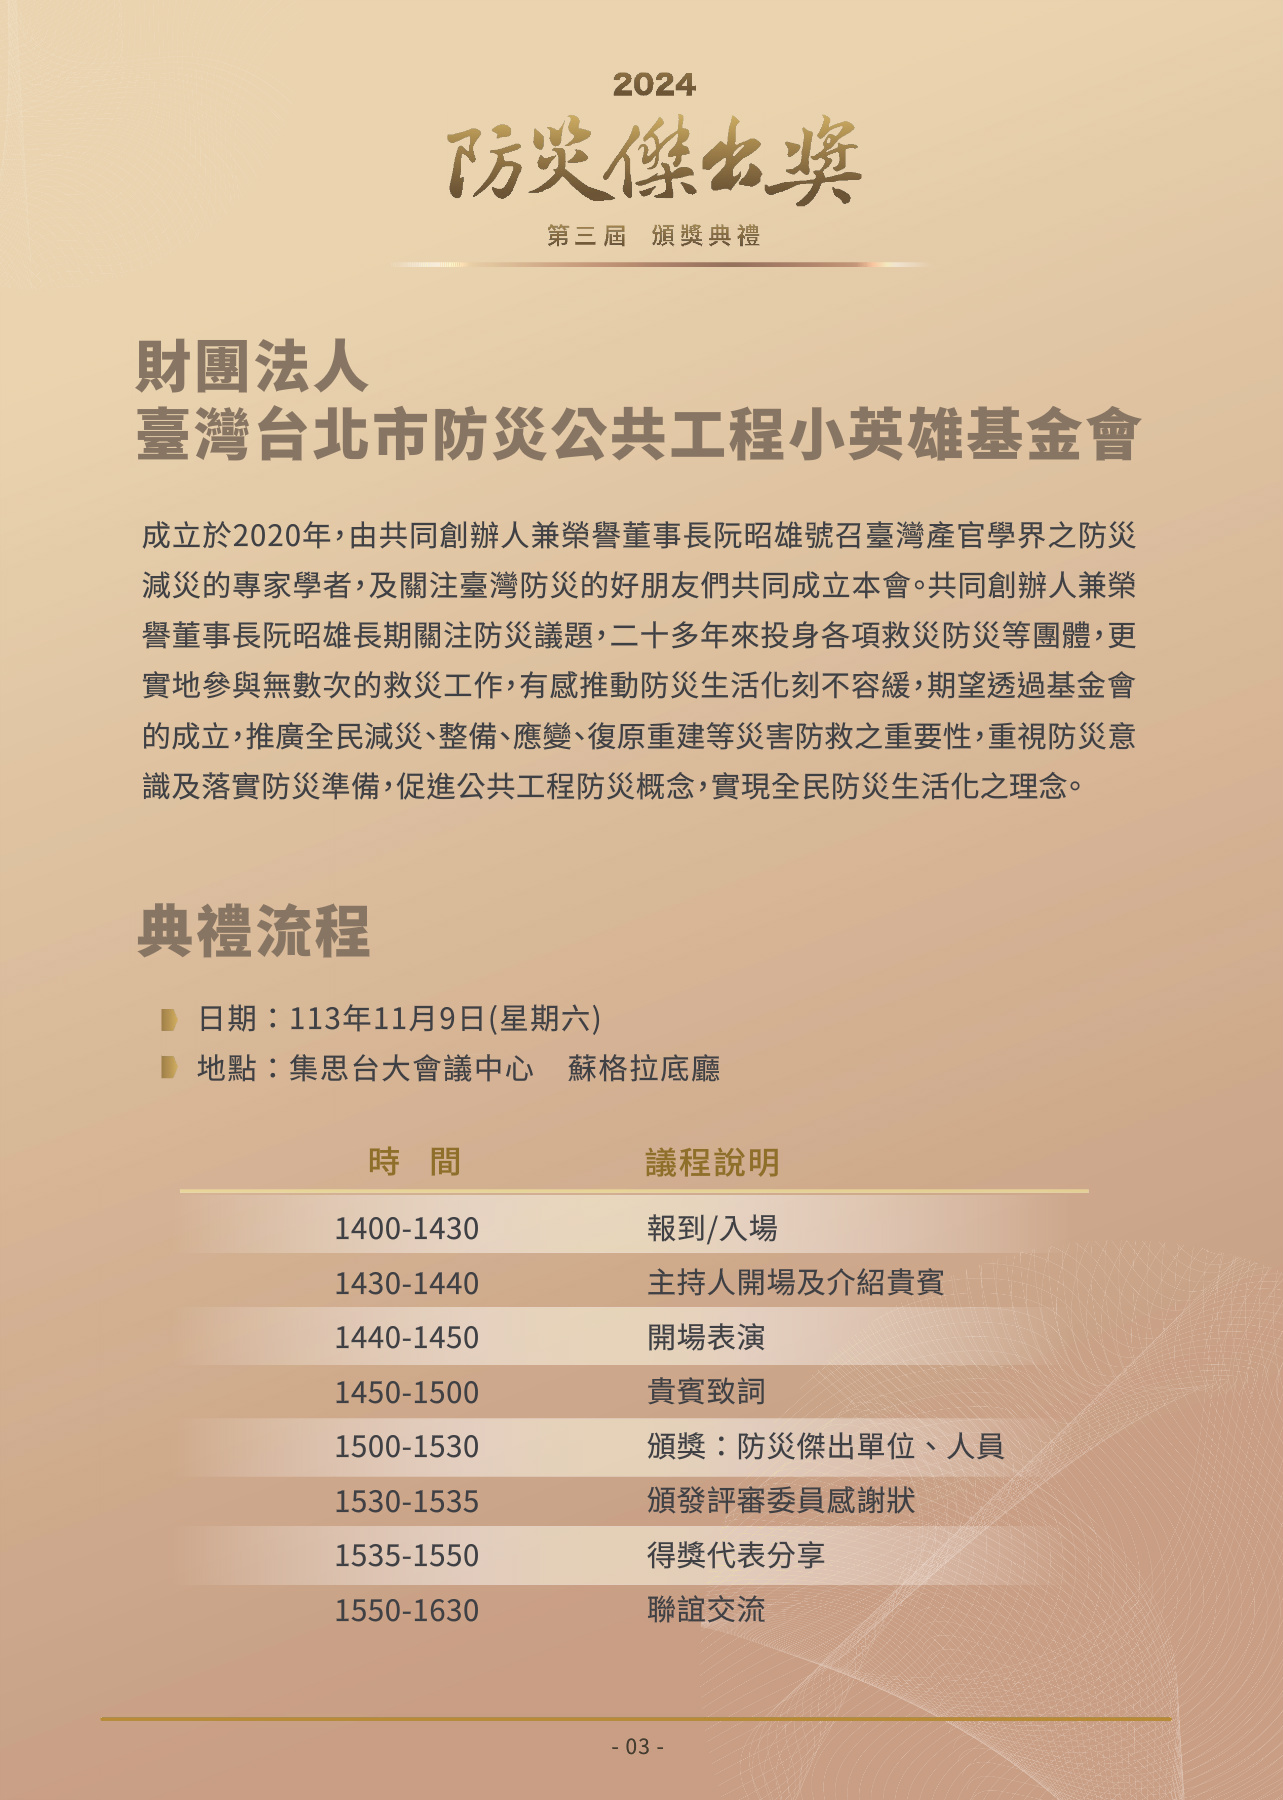 2024
防災傑出獎
第三屆 頒獎典禮
財團法人
臺灣台北市防災公共工程小英雄基金會
成立於2020年，由共同創辦人兼榮譽董事長阮昭雄號召臺灣產官學界之防災
減災的專家學者，及關注臺灣防災的好朋友們共同成立本會。共同創辦人兼榮
譽董事長阮昭雄長期關注防災議題，二十多年來投身各項救災防災等團體，更
實地參與無數次的救災工作，有感推動防災生活化刻不容緩，期望透過基金會
的成立，推廣全民減災、整備、應變、復原重建等災害防救之重要性，重視防災意
識及落實防災準備，促進公共工程防災概念，實現全民防災生活化之理念。
典禮流程
日期：113年11月9日(星期六)
地點：集思台大會議中心　蘇格拉底廳
時 間 議程說明
1400-1430 報到/入場
1430-1440 主持人開場及介紹貴賓
1440-1450 開場表演
1450-1500 貴賓致詞
1500-1530 頒獎：防災傑出單位、人員
1530-1535 頒發評審委員感謝狀
1535-1550 得獎代表分享
1550-1630 聯誼交流
- 03 -